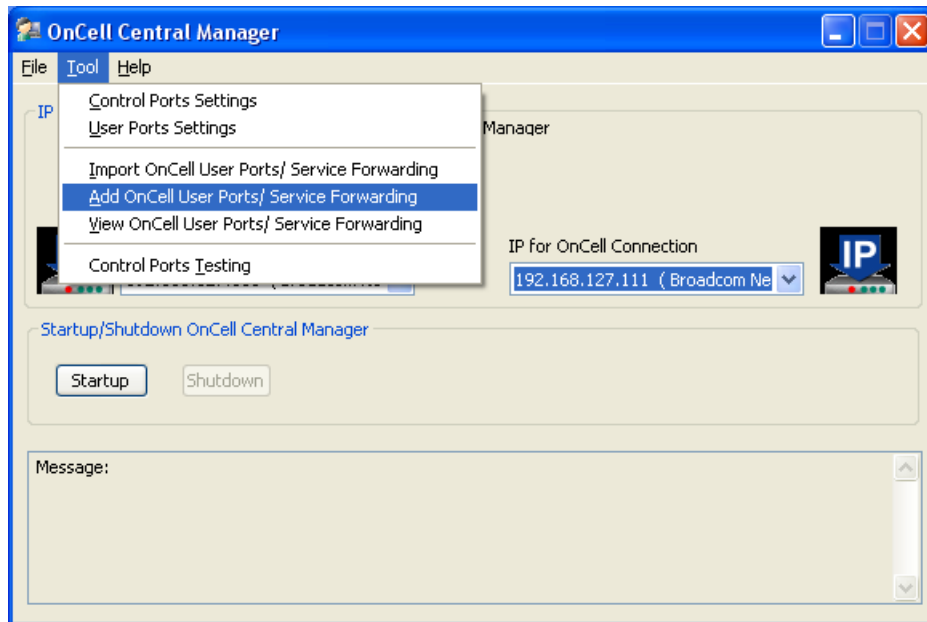 OnCell Central Manager
File Tool Help
Control Ports Settings
User Ports Settings
Import OnCell User Ports/ Service Forwarding
Add OnCell User Ports/ Service Forwarding
View OnCell User Ports/ Service Forwarding
Control Ports Testing
IP
Manager
IP for OnCell Connection
IP
192.168.127.111 ( Broadcom Ne
Startup/Shutdown OnCell Central Manager
Startup Shutdown
Message: